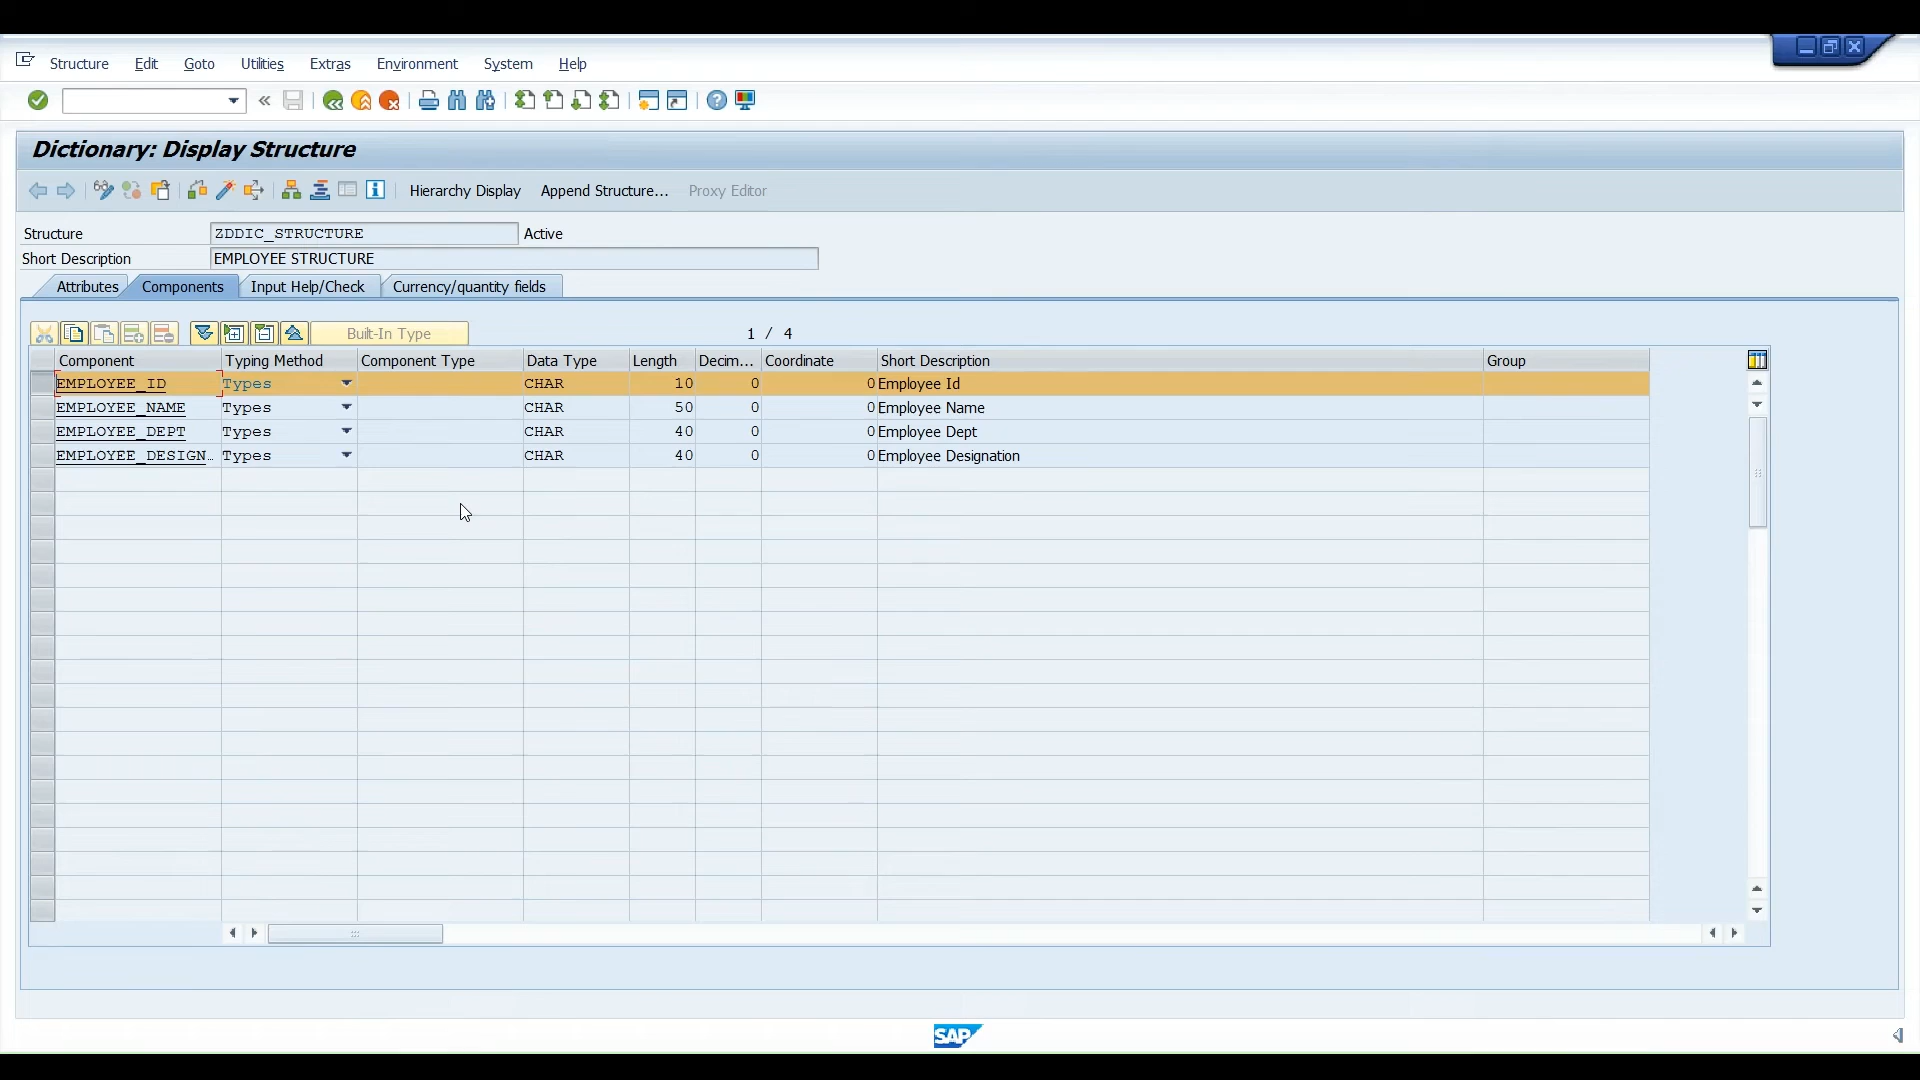 Structure Edit Goto Utilities Extras Environment System Help
Dictionary: Display Structure
Hierarchy Display Append Structure... Proxy Editor
Structure ZDDIC_STRUCTURE Active
Short Description EMPLOYEE STRUCTURE
Attributes Components Input Help/Check Currency/quantity fields
Built-In Type 1 / 4
Component Typing Method Component Type Data Type Length Decim... Coordinate Short Description Group
EMPLOYEE_ID Types CHAR 10 0 0 Employee Id
EMPLOYEE_NAME Types CHAR 50 0 0 Employee Name
EMPLOYEE_DEPT Types CHAR 40 0 0 Employee Dept
EMPLOYEE_DESIGN… Types CHAR 40 0 0 Employee Designation
SAP